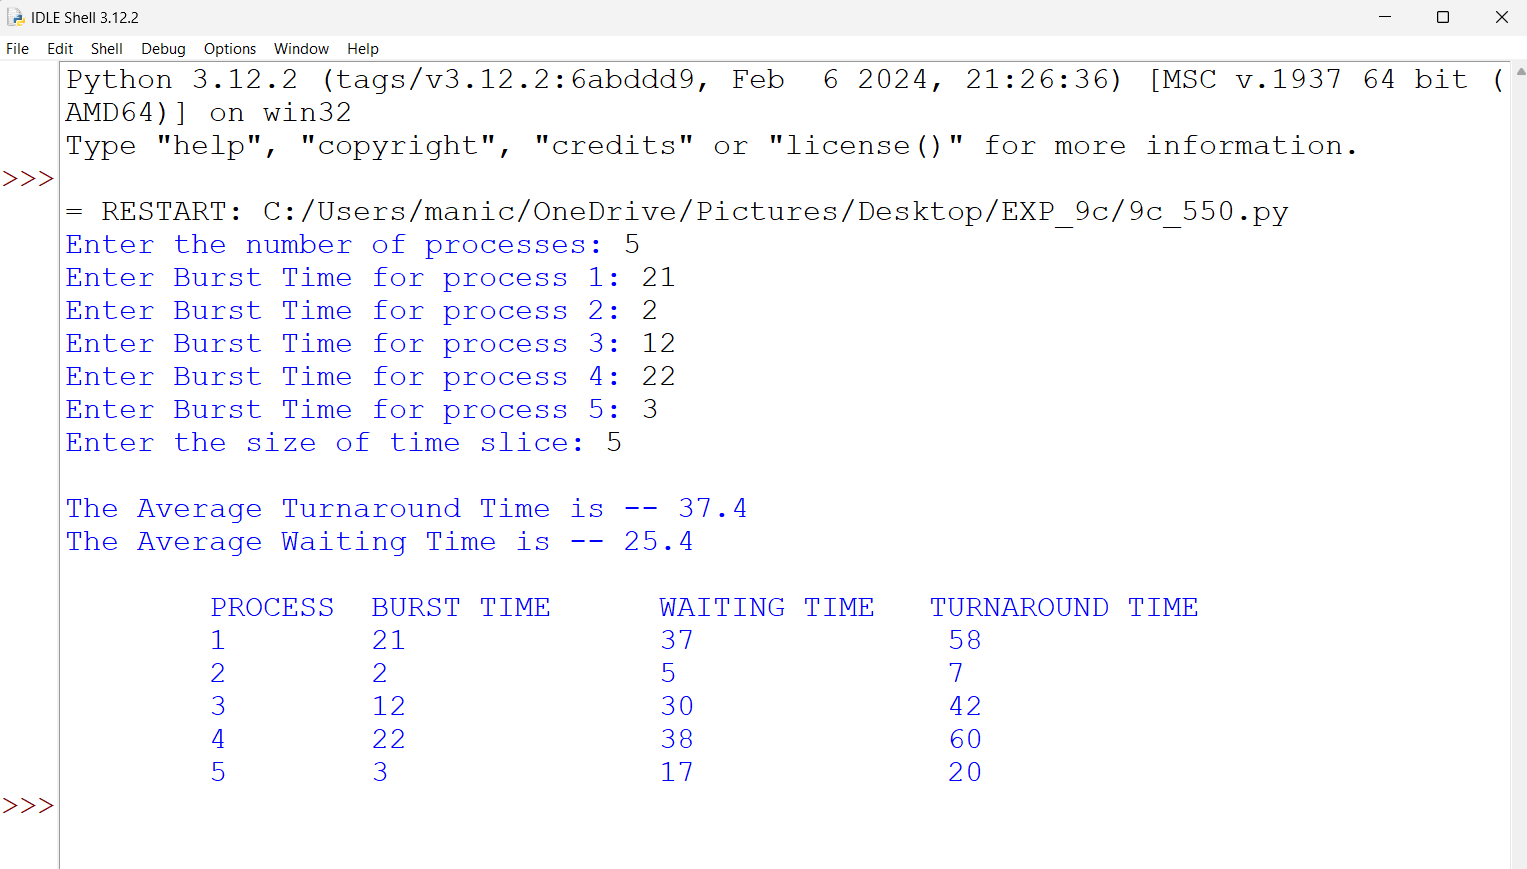 IDLE Shell 3.12.2
File Edit Shell Debug Options Window Help
Python 3.12.2 (tags/v3.12.2:6abddd9, Feb  6 2024, 21:26:36) [MSC v.1937 64 bit (
AMD64)] on win32
Type "help", "copyright", "credits" or "license()" for more information.
>>>
= RESTART: C:/Users/manic/OneDrive/Pictures/Desktop/EXP_9c/9c_550.py
Enter the number of processes: 5
Enter Burst Time for process 1: 21
Enter Burst Time for process 2: 2
Enter Burst Time for process 3: 12
Enter Burst Time for process 4: 22
Enter Burst Time for process 5: 3
Enter the size of time slice: 5
The Average Turnaround Time is -- 37.4
The Average Waiting Time is -- 25.4
PROCESS BURST TIME WAITING TIME TURNAROUND TIME
1 21 37 58
2 2 5 7
3 12 30 42
4 22 38 60
5 3 17 20
>>>